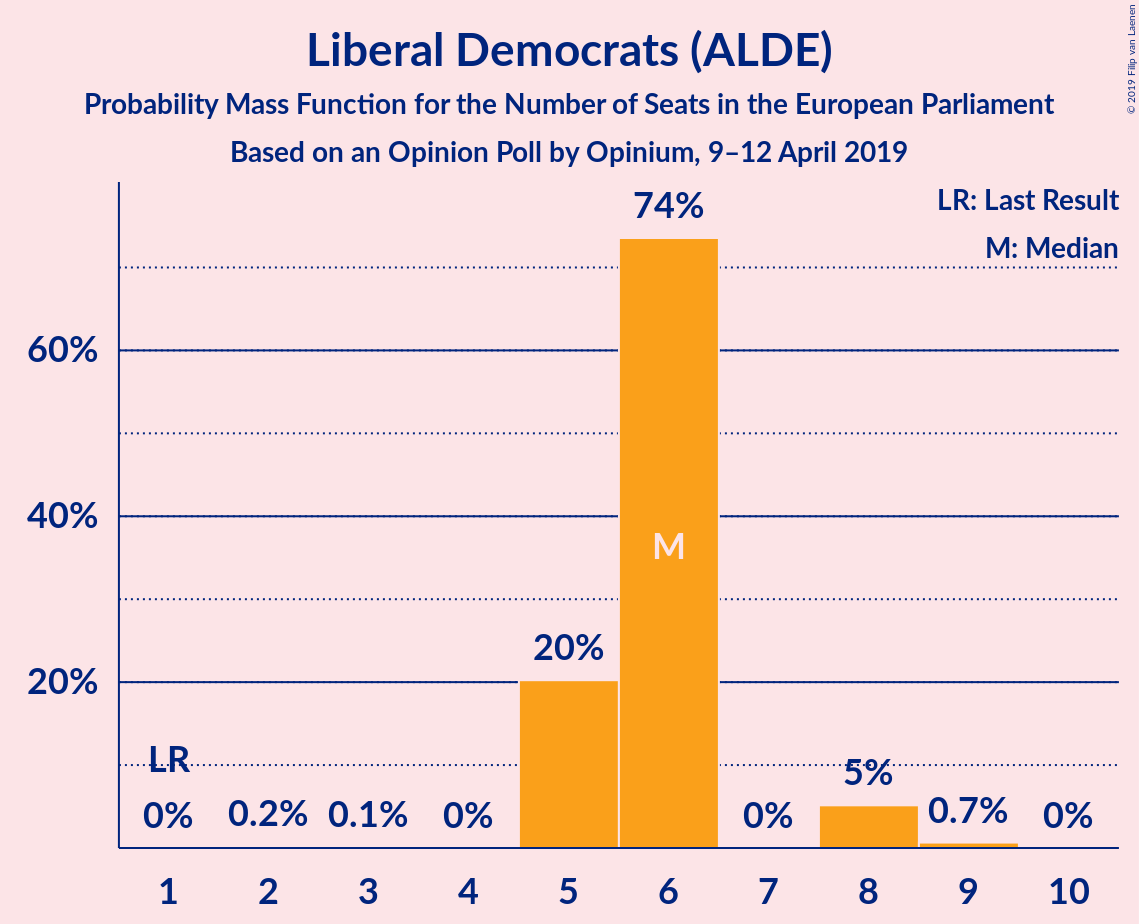 Liberal Democrats (ALDE)
Probability Mass Function for the Number of Seats in the European Parliament
Based on an Opinion Poll by Opinium, 9–12 April 2019
© 2019 Filip van Laenen
LR: Last Result
M: Median
74%
60%
40%
M
20%
20%
LR
5%
0%
0.2%
0.1%
0%
0%
0.7%
0%
1 2 3 4 5 6 7 8 9 10